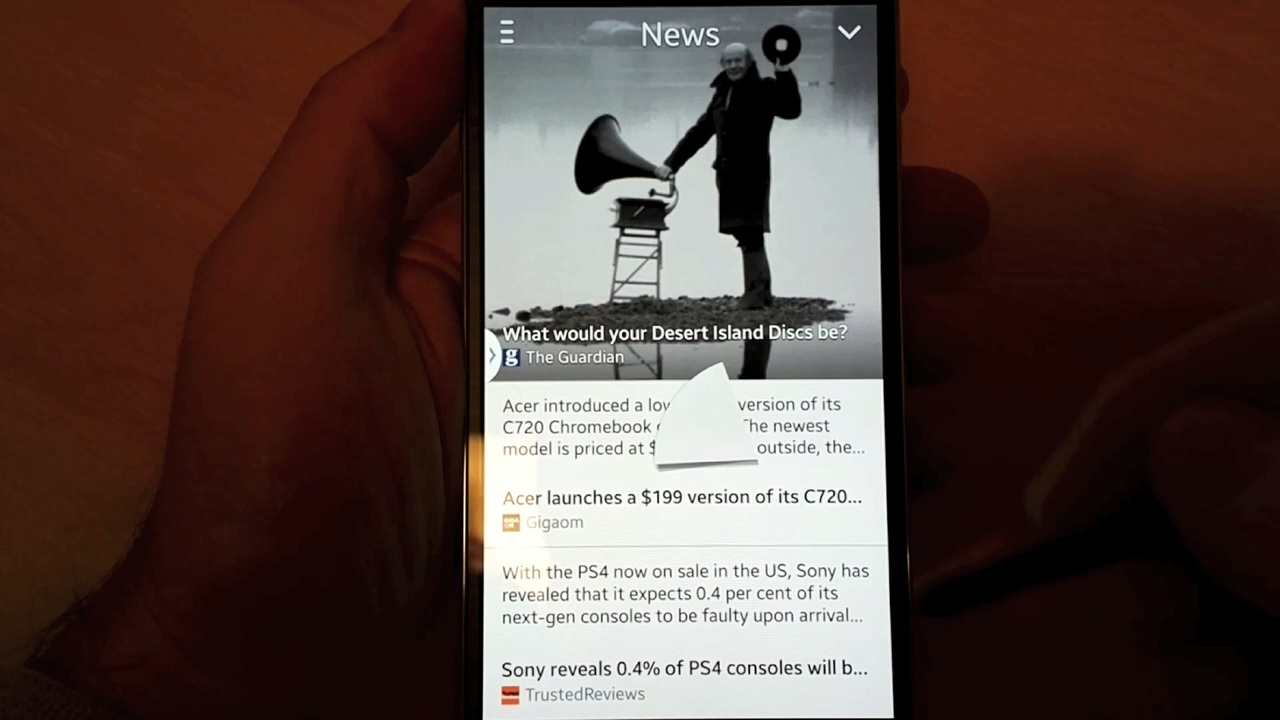 News
What would your Desert Island Discs be?
g The Guardian
Acer introduced a version of its
C720 Chromebook newest
model is priced at $ outside, the...
Acer launches a $199 version of its C720...
Gigaom
With the PS4 now on sale in the US, Sony has
revealed that it expects 0.4 per cent of its
next-gen consoles to be faulty upon arrival...
Sony reveals 0.4% of PS4 consoles will b...
TrustedReviews